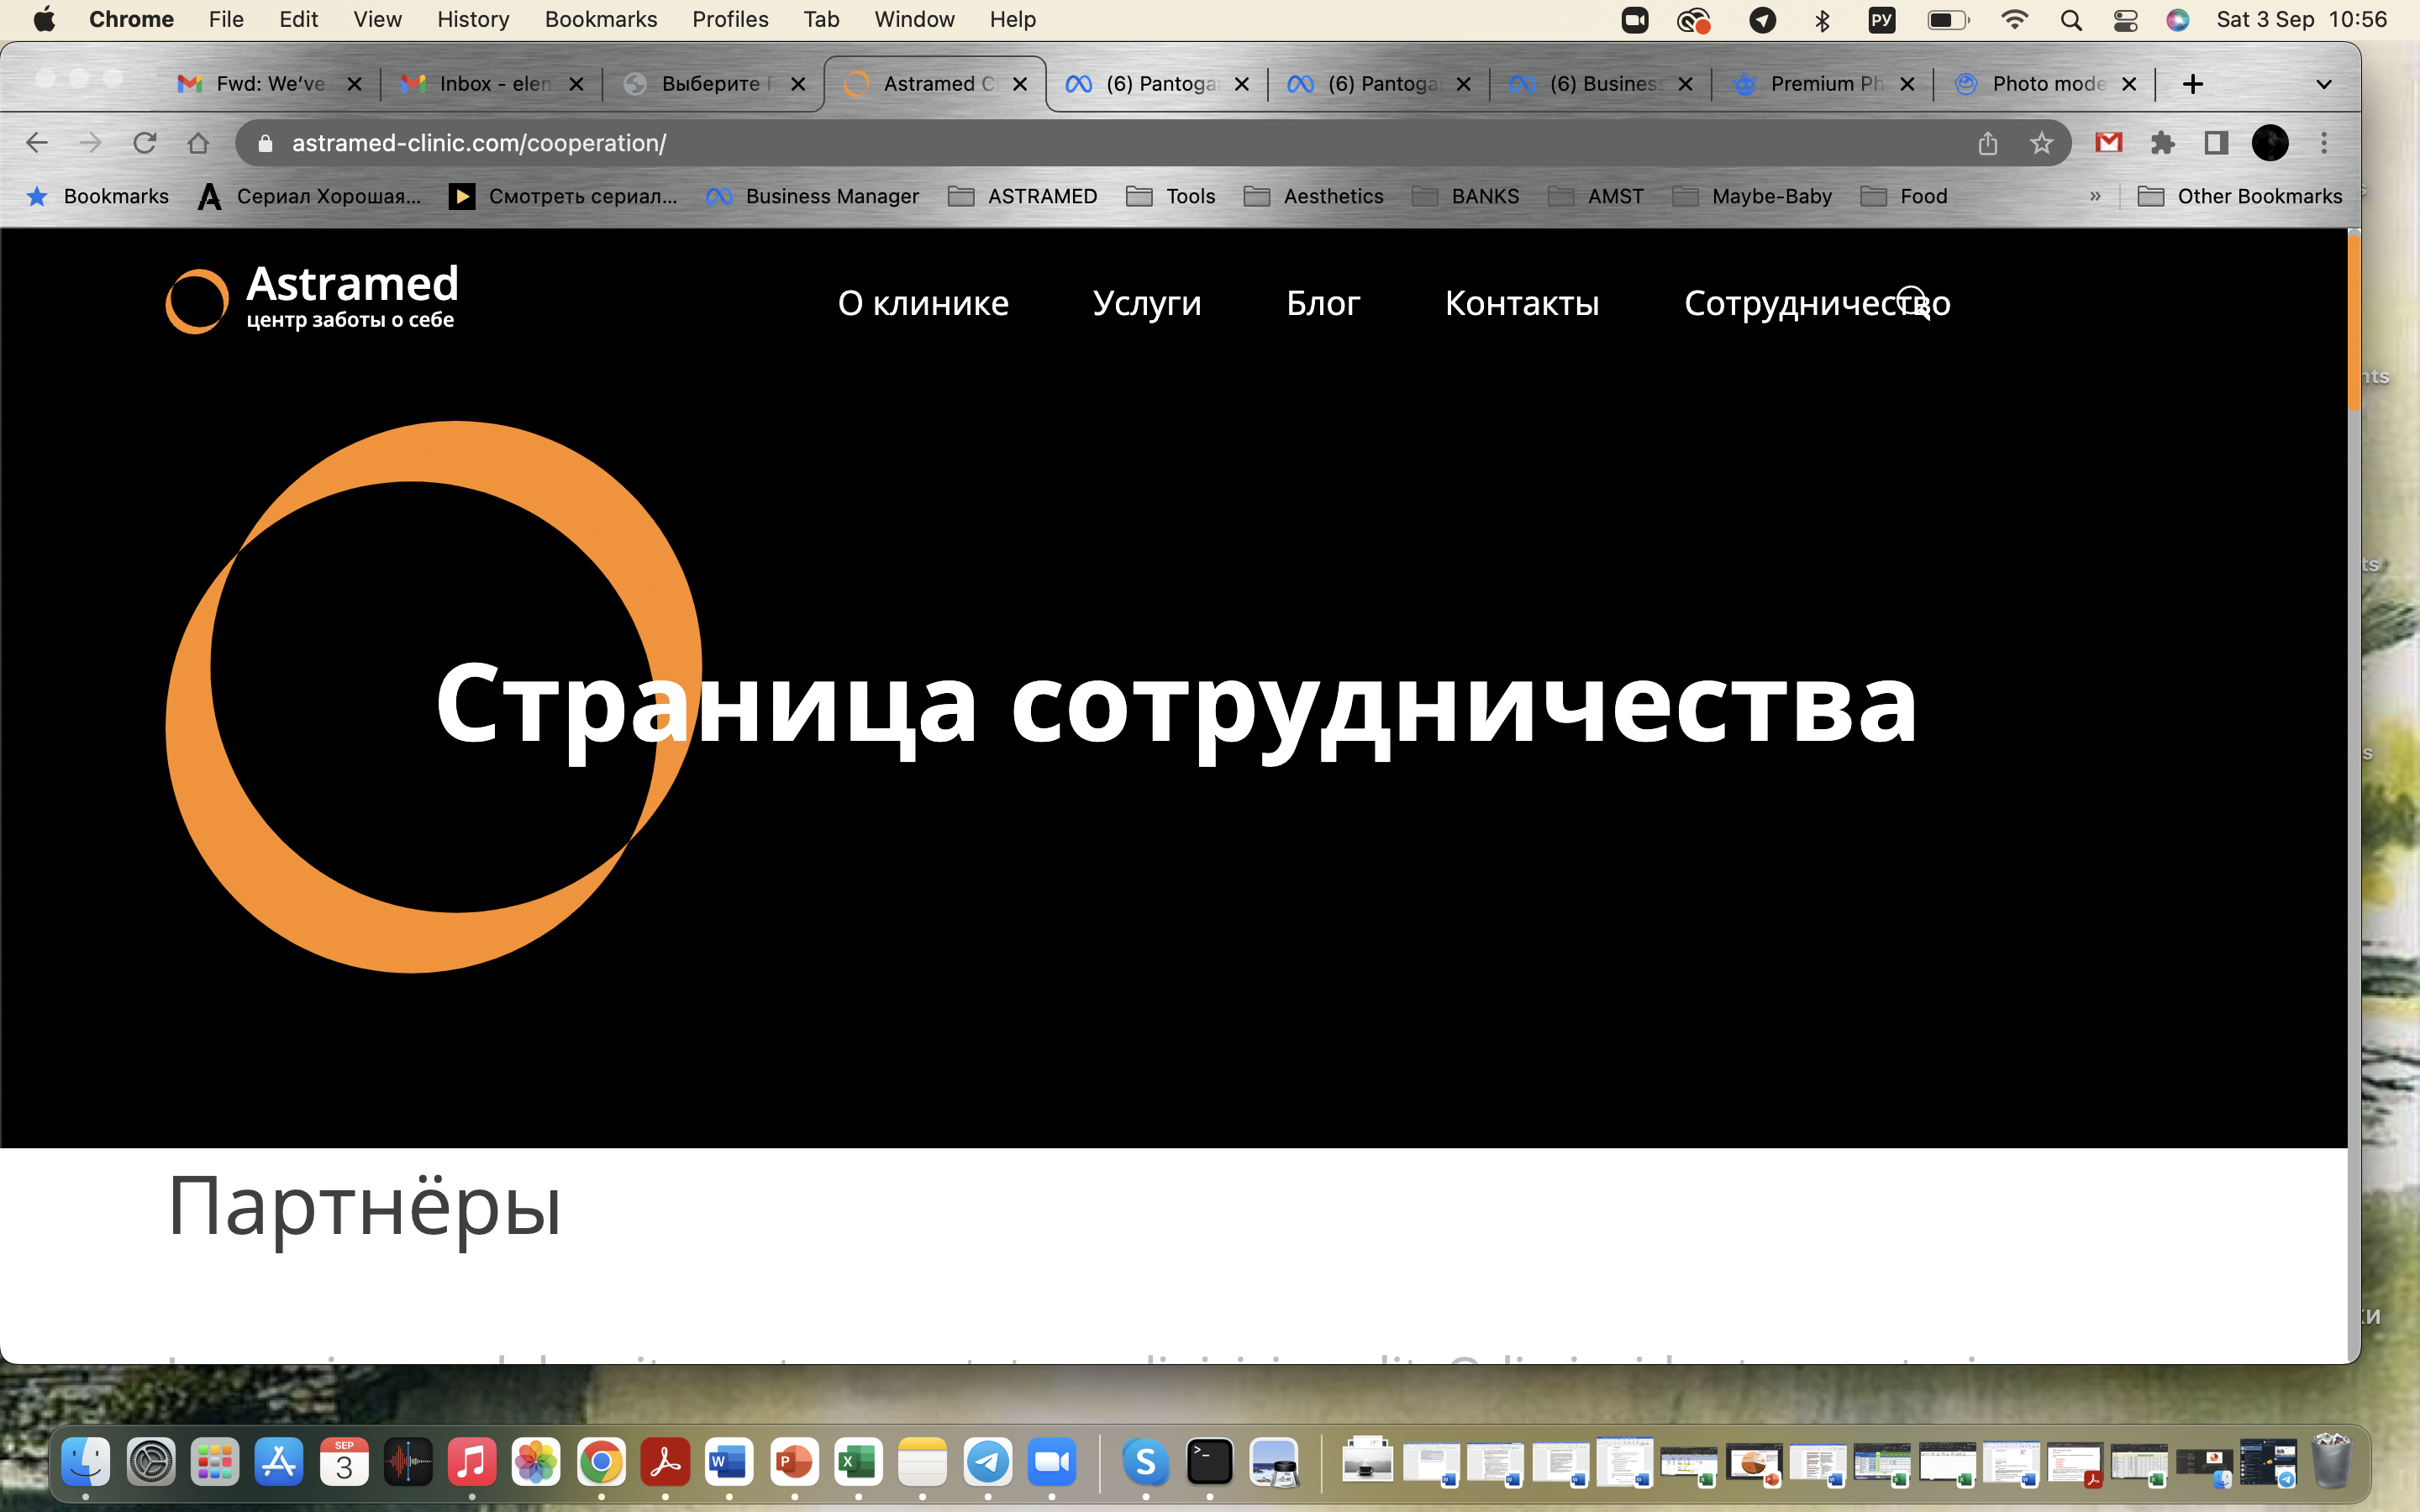 Chrome File Edit View History Bookmarks Profiles Tab Window Help РУ Sat 3 Sep 10:56
Fwd: We've Inbox - elen Выберите Astramed C (6) Pantoga (6) Pantoga (6) Business Premium Ph Photo mode
astramed-clinic.com/cooperation/
Bookmarks Сериал Хорошая... Смотреть сериал... Business Manager ASTRAMED Tools Aesthetics BANKS AMST Maybe-Baby Food » Other Bookmarks
Astramed
центр заботы о себе
О клинике Услуги Блог Контакты Сотрудничество
Страница сотрудничества
Партнёры
SEP
3